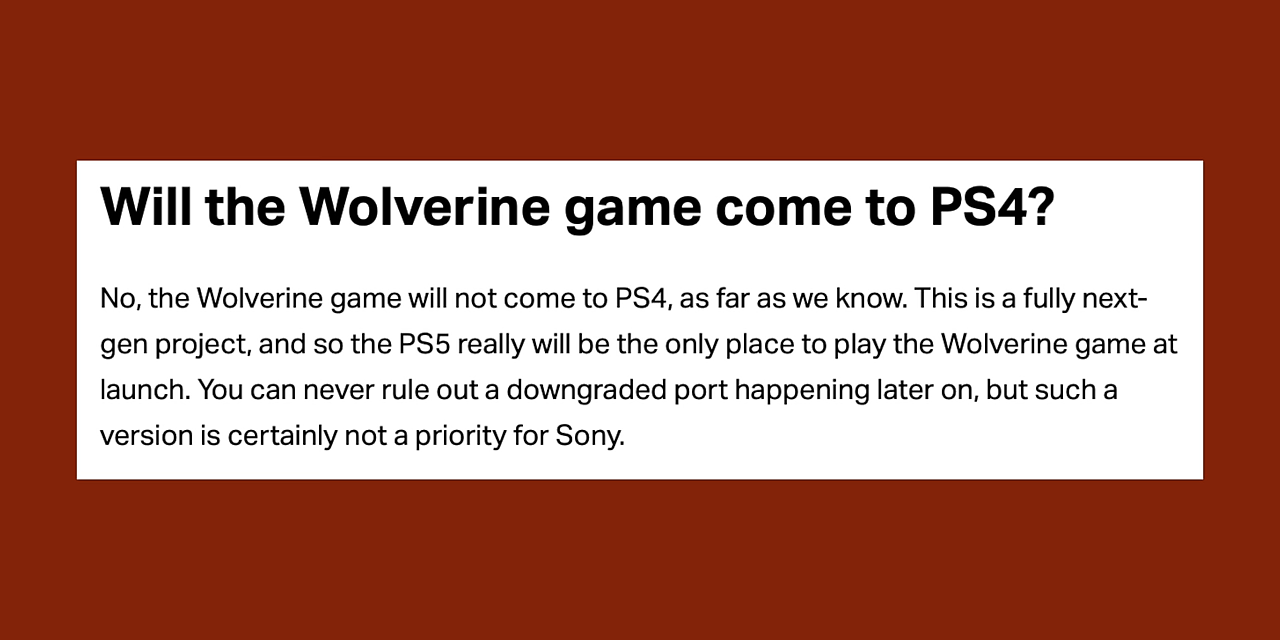 Will the Wolverine game come to PS4?
No, the Wolverine game will not come to PS4, as far as we know. This is a fully next-
gen project, and so the PS5 really will be the only place to play the Wolverine game at
launch. You can never rule out a downgraded port happening later on, but such a
version is certainly not a priority for Sony.